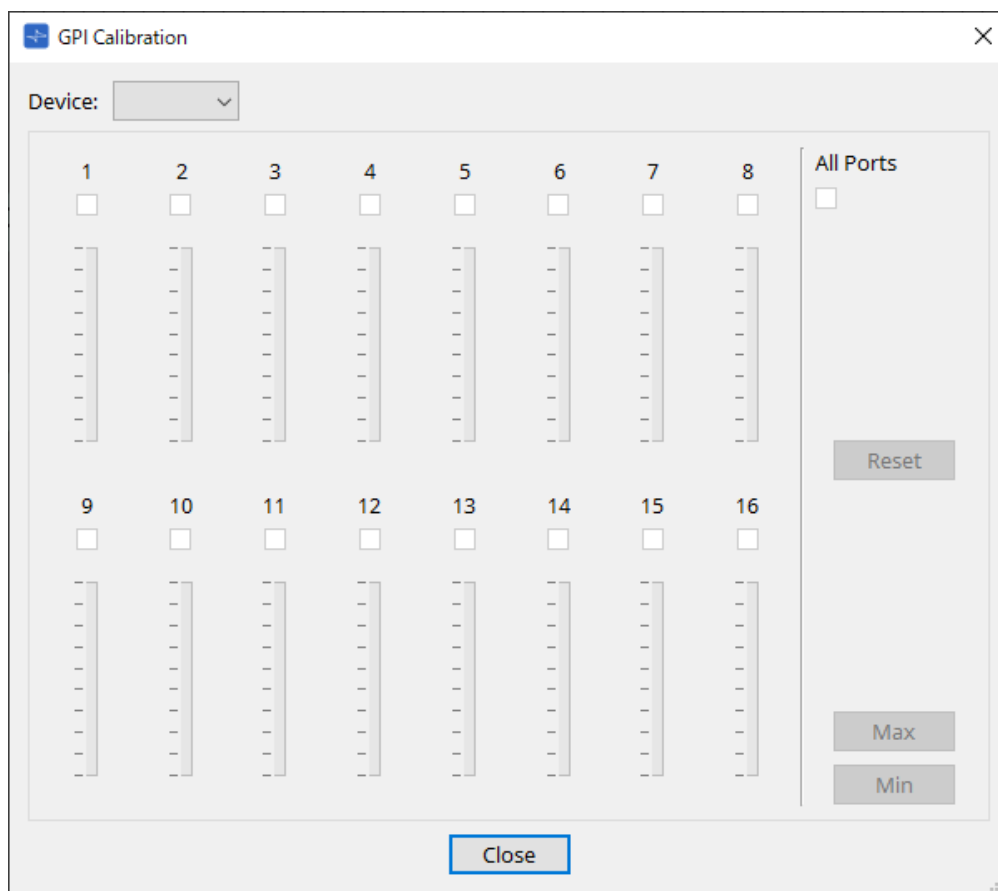 GPI Calibration
Device:
1 2 3 4 5 6 7 8 All Ports
Reset
9 10 11 12 13 14 15 16
Max
Min
Close